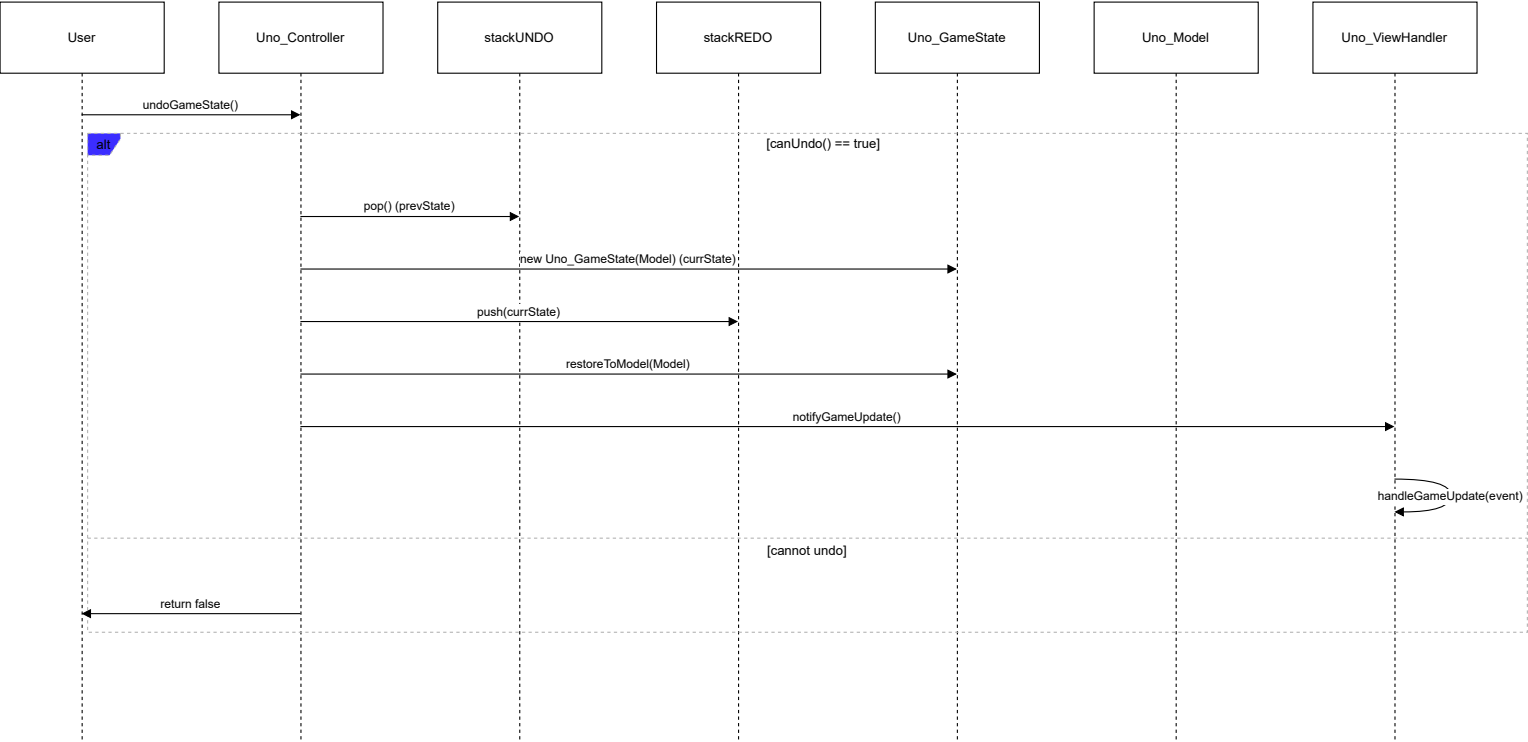 User
Uno_Controller
stackUNDO
stackREDO
Uno_GameState
Uno_Model
Uno_ViewHandler
undoGameState()
alt
[canUndo() == true]
pop() (prevState)
new Uno_GameState(Model) (currState)
push(currState)
restoreToModel(Model)
notifyGameUpdate()
handleGameUpdate(event)
[cannot undo]
return false